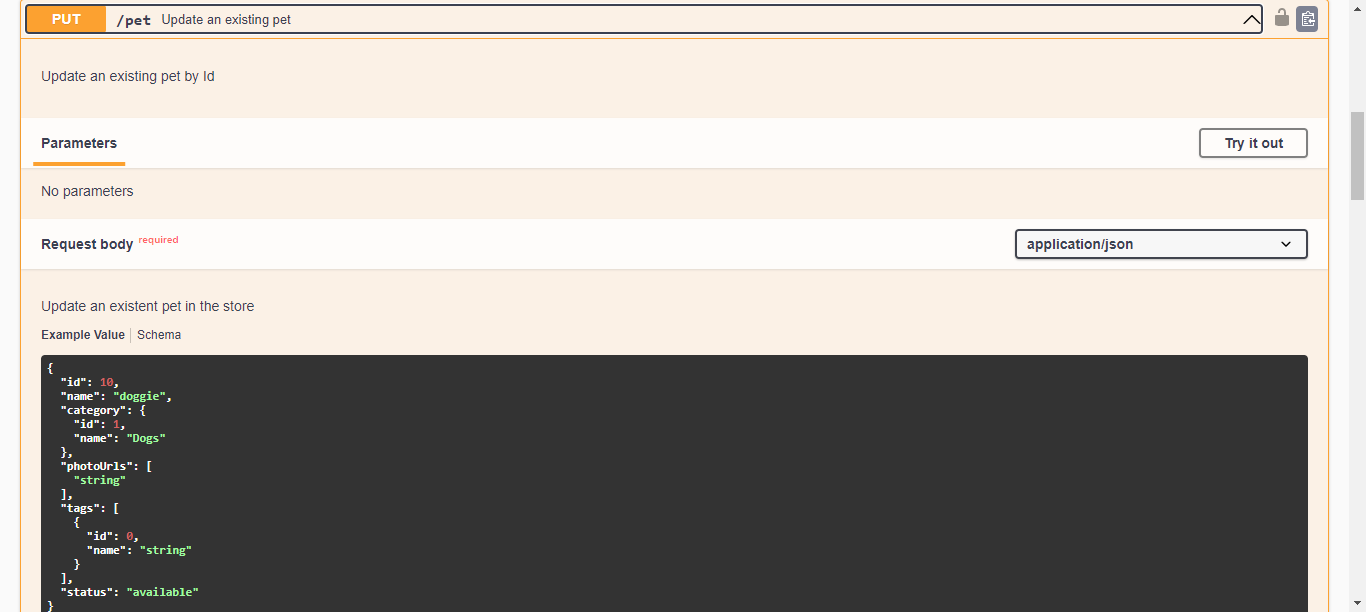 PUT /pet Update an existing pet
Update an existing pet by Id
Parameters
Try it out
No parameters
Request body required
application/json
Update an existent pet in the store
Example Value Schema
{
  "id": 10,
  "name": "doggie",
  "category": {
    "id": 1,
    "name": "Dogs"
  },
  "photoUrls": [
    "string"
  ],
  "tags": [
    {
      "id": 0,
      "name": "string"
    }
  ],
  "status": "available"
}